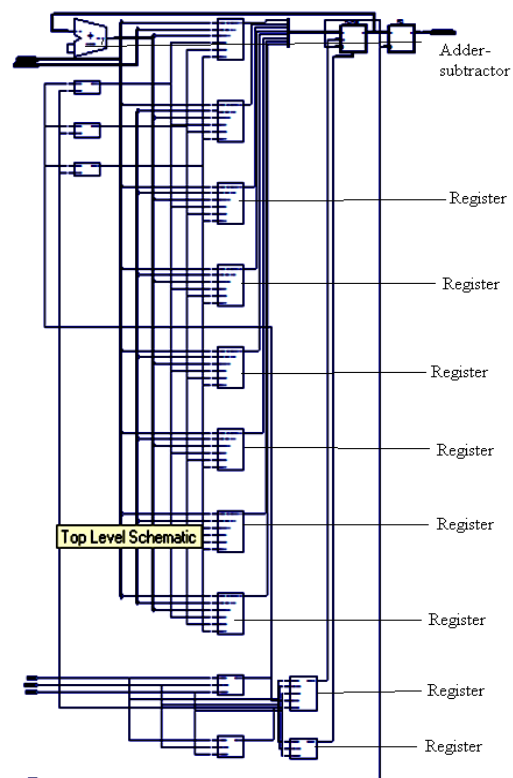 Adder-
subtractor
Register
Register
Register
Register
Top Level Schematic
Register
Register
Register
Register